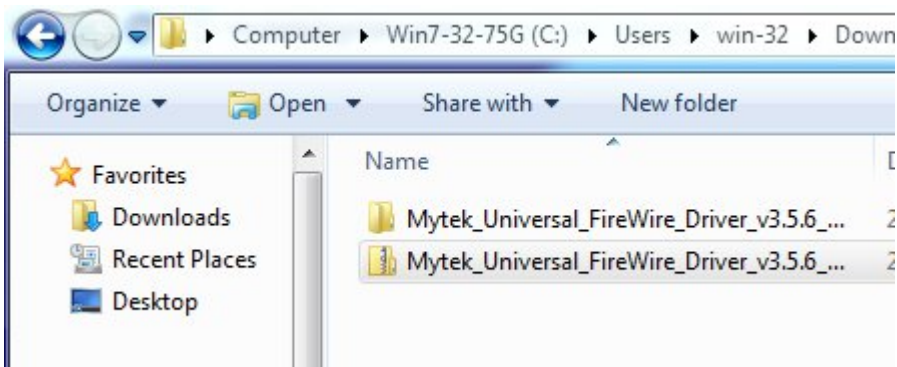 Computer Win7-32-75G (C:) Users win-32 Down
Organize Open Share with New folder
Favorites
Downloads
Recent Places
Desktop
Name
Mytek_Universal_FireWire_Driver_v3.5.6_...
Mytek_Universal_FireWire_Driver_v3.5.6_...